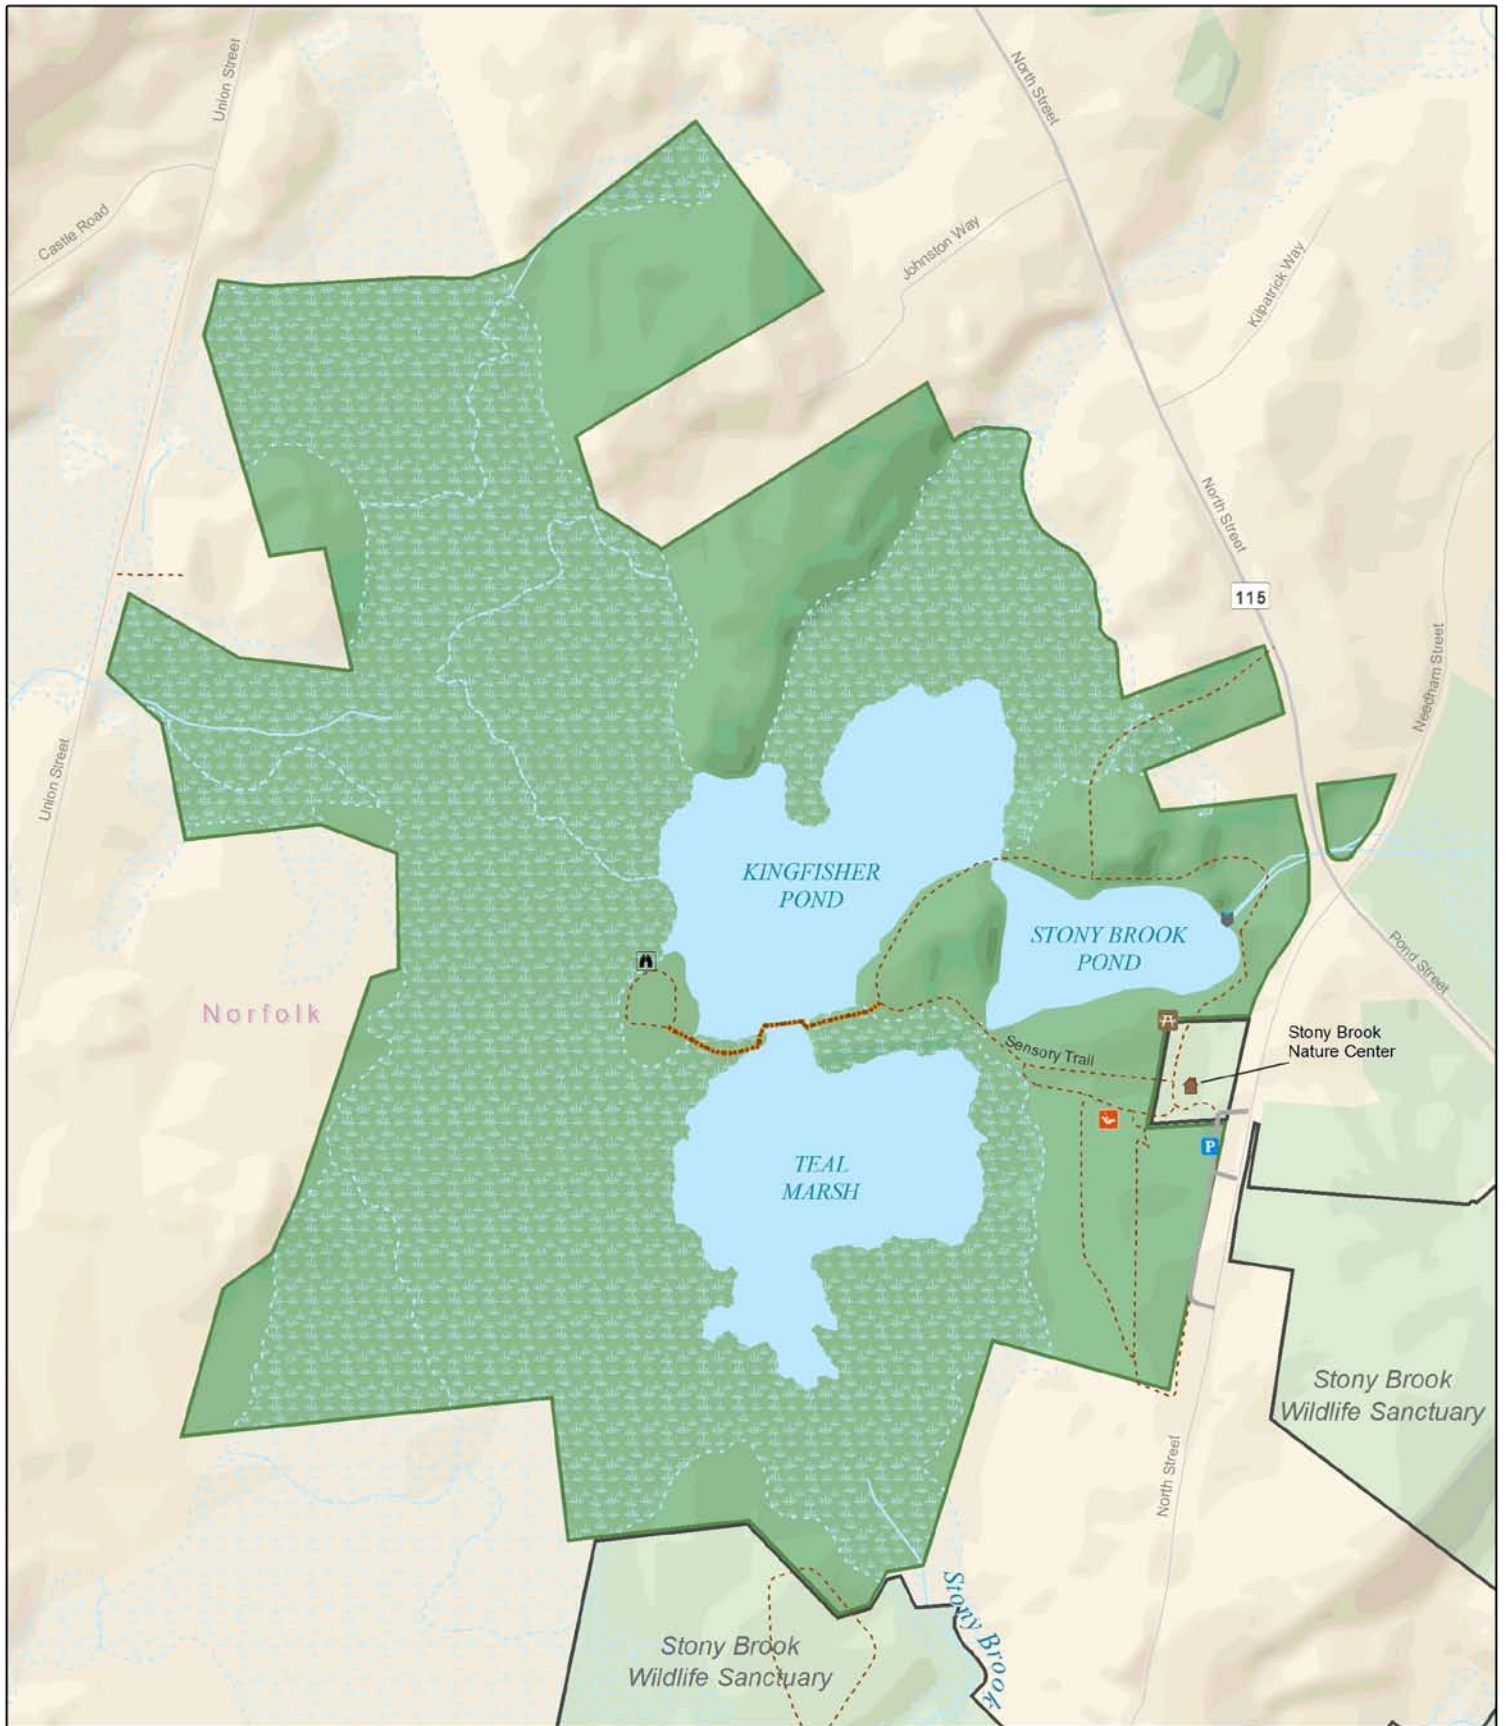 Union Street
North Street
Castle Road
Johnston Way
Kilpatrick Way
North Street
115
Needham Street
Union Street
KINGFISHER
POND
STONY BROOK
POND
Pond Street
Norfolk
Stony Brook
Nature Center
Sensory Trail
P
TEAL
MARSH
Stony Brook
Wildlife Sanctuary
North Street
Stony Brook
Stony Brook
Wildlife Sanctuary